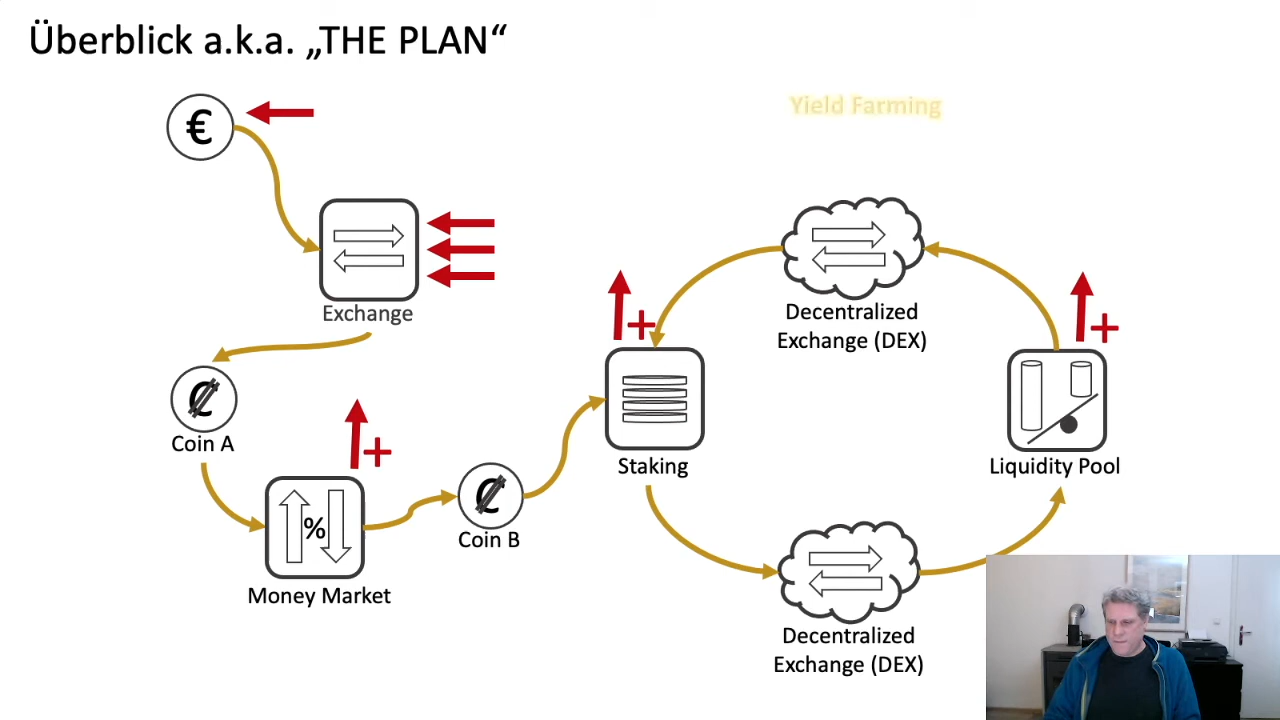 Überblick a.k.a. „THE PLAN“
Yield Farming
€
Exchange
Decentralized
Exchange (DEX)
+
+
₡
Coin A
+
Staking
Liquidity Pool
%
₡
Coin B
Money Market
Decentralized
Exchange (DEX)